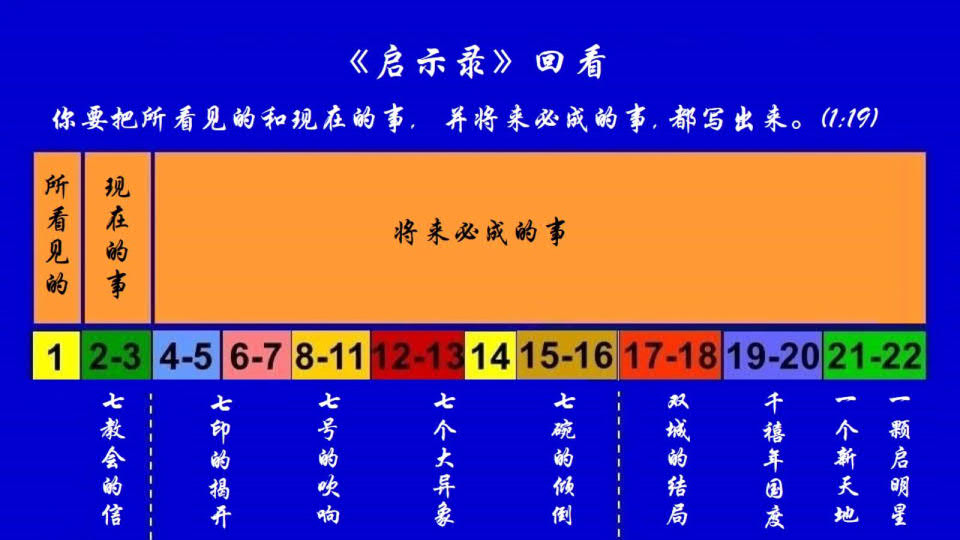 《启示录》回看
你要把所看见的和现在的事, 并将来必成的事, 都写出来。(1:19)
所看见的
现在的事
将来必成的事
1
2-3
4-5
6-7
8-11
12-13
14
15-16
17-18
19-20
21-22
七教会的信
七印的揭开
七号的吹响
七个大异象
七碗的倾倒
双城的结局
千禧年国度
一个新天地
一颗启明星